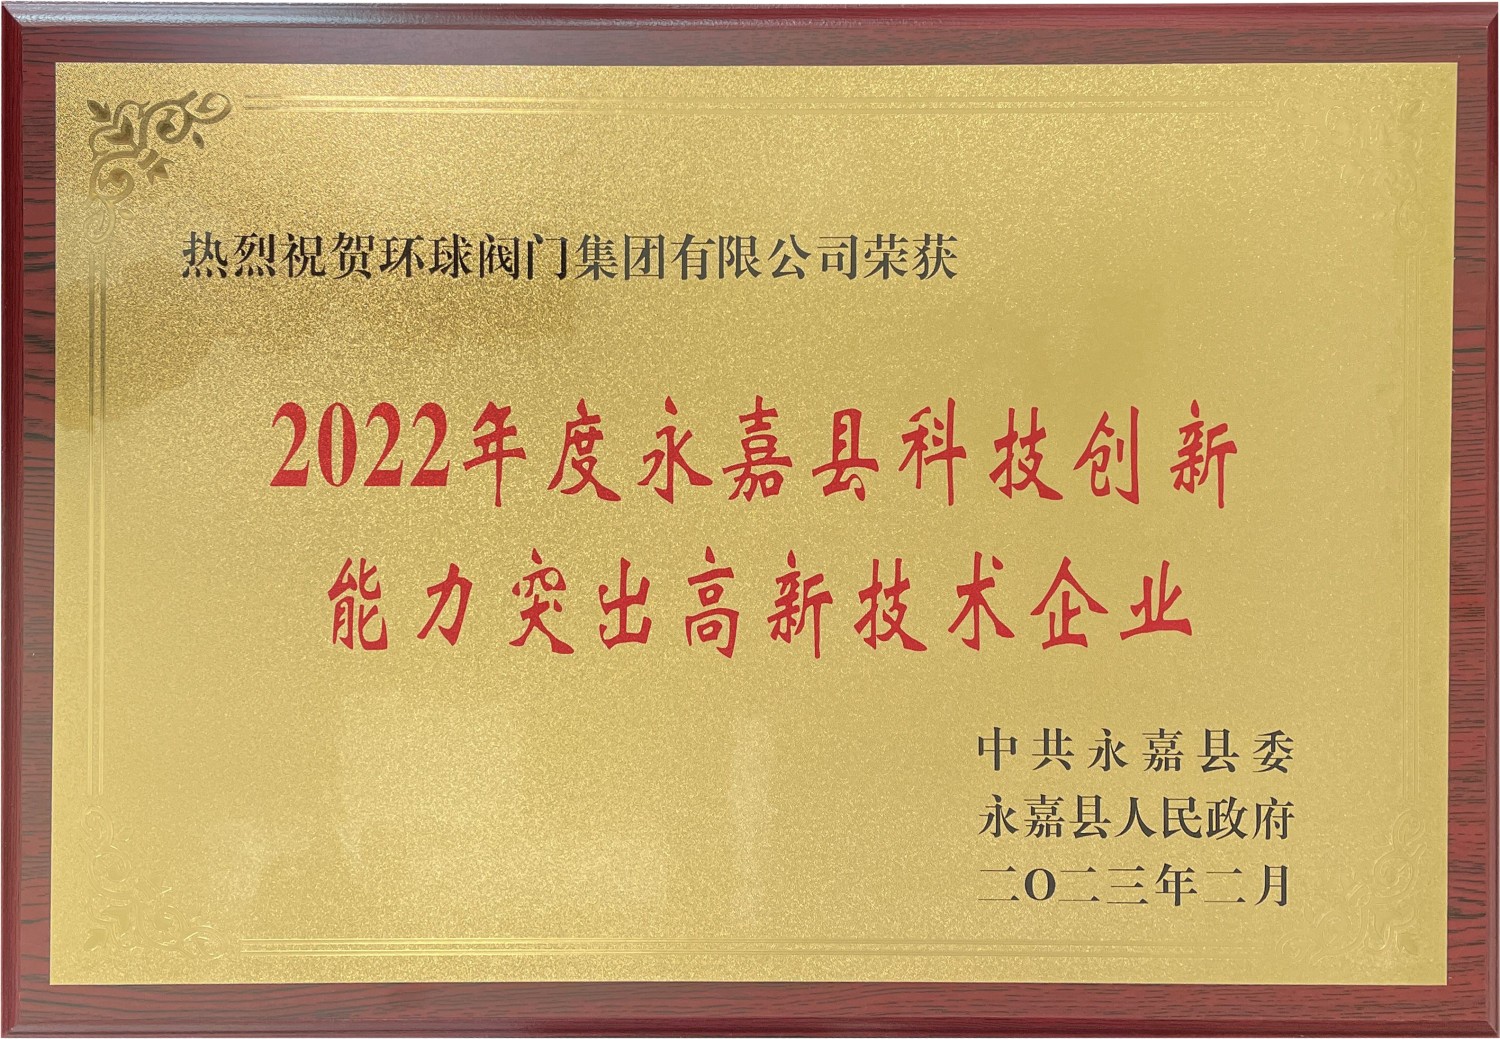 热烈祝贺环球阀门集团有限公司荣获
2022年度永嘉县科技创新
能力突出高新技术企业
中共永嘉县委
永嘉县人民政府
二〇二三年二月